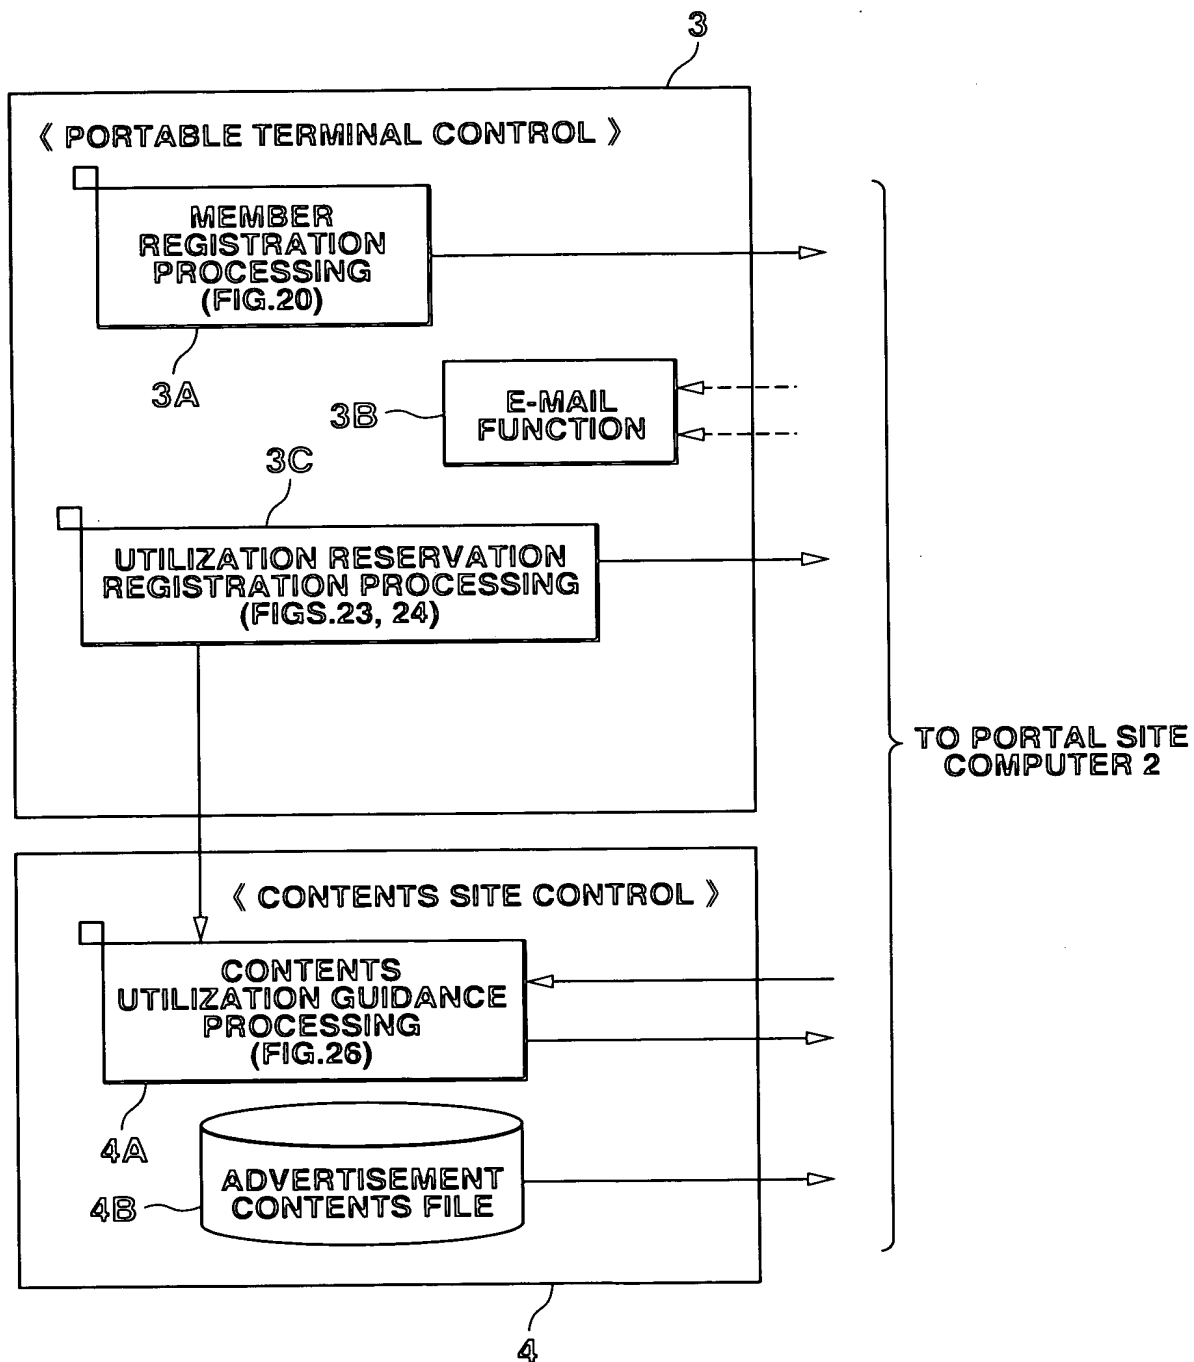 3
《 PORTABLE TERMINAL CONTROL 》
MEMBER
REGISTRATION
PROCESSING
(FIG.20)
3A
3B
E-MAIL
FUNCTION
3C
UTILIZATION RESERVATION
REGISTRATION PROCESSING
(FIGS.23, 24)
TO PORTAL SITE
COMPUTER 2
《 CONTENTS SITE CONTROL 》
CONTENTS
UTILIZATION GUIDANCE
PROCESSING
(FIG.26)
4A
4B
ADVERTISEMENT
CONTENTS FILE
4